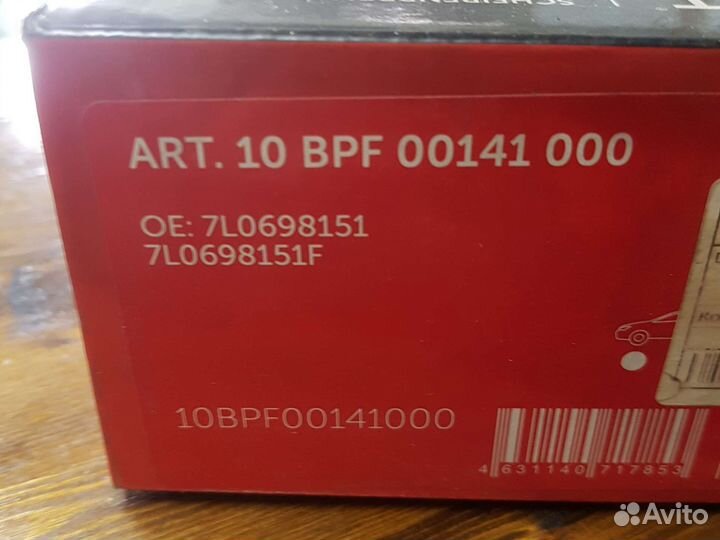 ART. 10 BPF 00141 000
OE: 7L0698151
7L0698151F
10BPF00141000
4 631140 717853
Avito